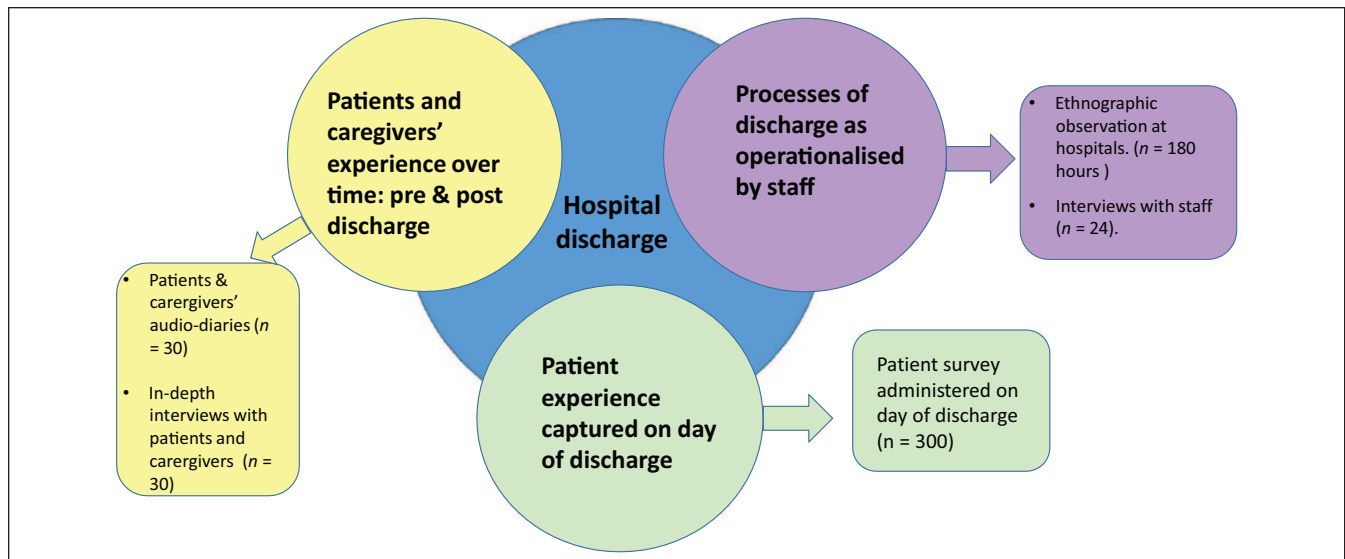 Patients and
caregivers’
experience over
time: pre & post
discharge
Processes of
discharge as
operationalised
by staff
• Ethnographic
observation at
hospitals. (n = 180
hours )
• Interviews with staff
(n = 24).
Hospital
discharge
• Patients &
carergivers’
audio-diaries (n
= 30)
• In-depth
interviews with
patients and
carergivers (n =
30)
Patient
experience
captured on day
of discharge
Patient survey
administered on
day of discharge
(n = 300)